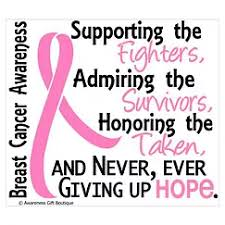 Breast Cancer Awareness
Supporting the
Fighters,
Admiring the
Survivors,
Honoring the
Taken,
and Never, ever
Giving up Hope.
© Awareness Gift Boutique